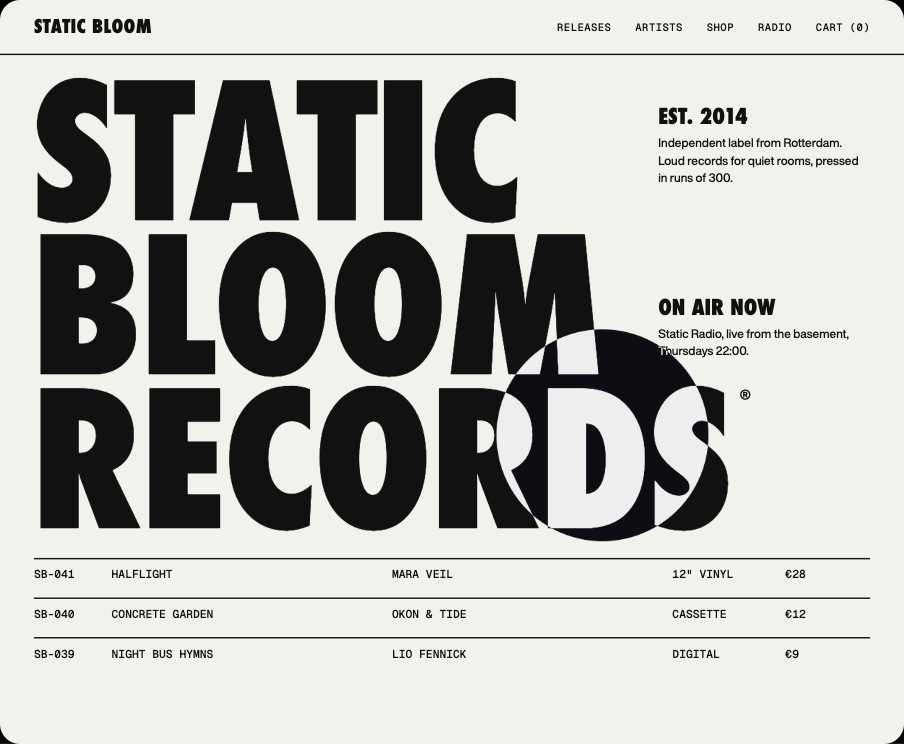 STATIC BLOOM
RELEASES ARTISTS SHOP RADIO CART (0)
STATIC
BLOOM
RECORDS ®
EST. 2014
Independent label from Rotterdam.
Loud records for quiet rooms, pressed
in runs of 300.
ON AIR NOW
Static Radio, live from the basement,
Thursdays 22:00.
SB-041 HALFLIGHT MARA VEIL 12" VINYL €28
SB-040 CONCRETE GARDEN OKON & TIDE CASSETTE €12
SB-039 NIGHT BUS HYMNS LIO FENNICK DIGITAL €9